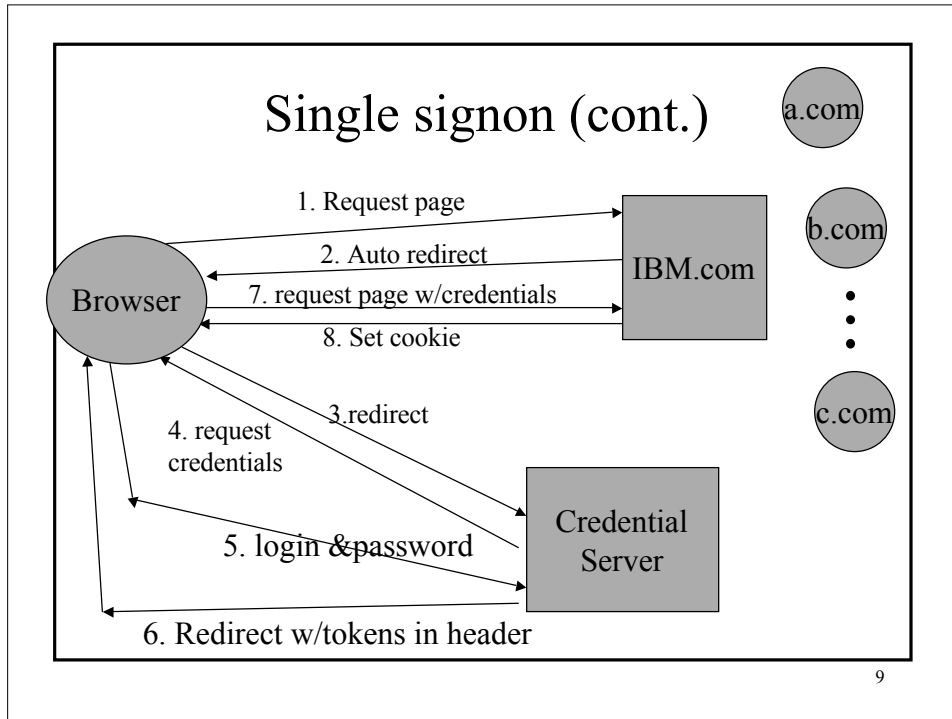 Single signon (cont.)
a.com
1. Request page
b.com
2. Auto redirect
IBM.com
Browser
7. request page w/credentials
8. Set cookie
c.com
3.redirect
4. request
credentials
Credential
Server
5. login &password
6. Redirect w/tokens in header
9